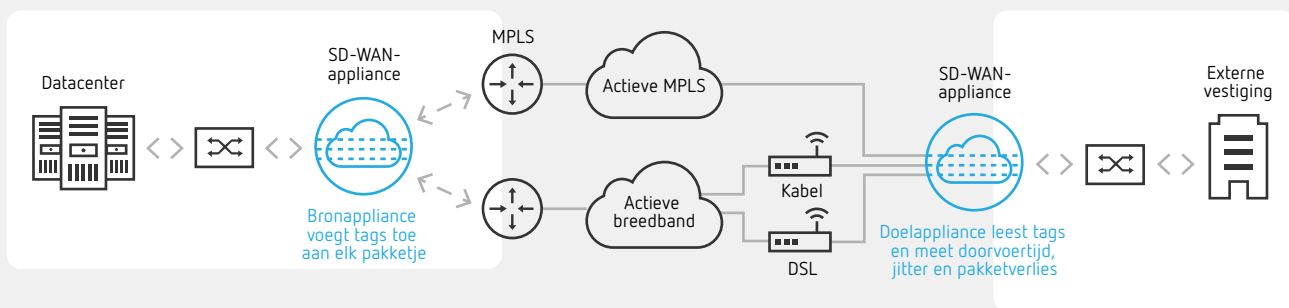 Datacenter
SD-WAN-
appliance
Bronappliance
voegt tags toe
aan elk pakketje
MPLS
Actieve MPLS
Actieve
breedband
Kabel
DSL
SD-WAN-
appliance
Doelappliance leest tags
en meet doorvoertijd,
jitter en pakketverlies
Externe
vestiging